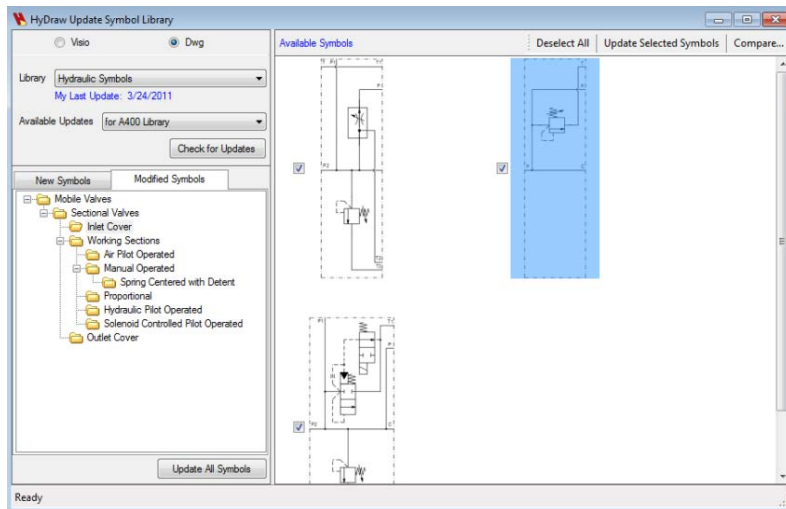 HyDraw Update Symbol Library
Visio
Dwg
Library
Hydraulic Symbols
My Last Update: 3/24/2011
Available Updates
for A400 Library
Check for Updates
New Symbols
Modified Symbols
Mobile Valves
Sectional Valves
Inlet Cover
Working Sections
Air Pilot Operated
Manual Operated
Spring Centered with Detent
Proportional
Hydraulic Pilot Operated
Solenoid Controlled Pilot Operated
Outlet Cover
Update All Symbols
Available Symbols
Deselect All
Update Selected Symbols
Compare...
Ready